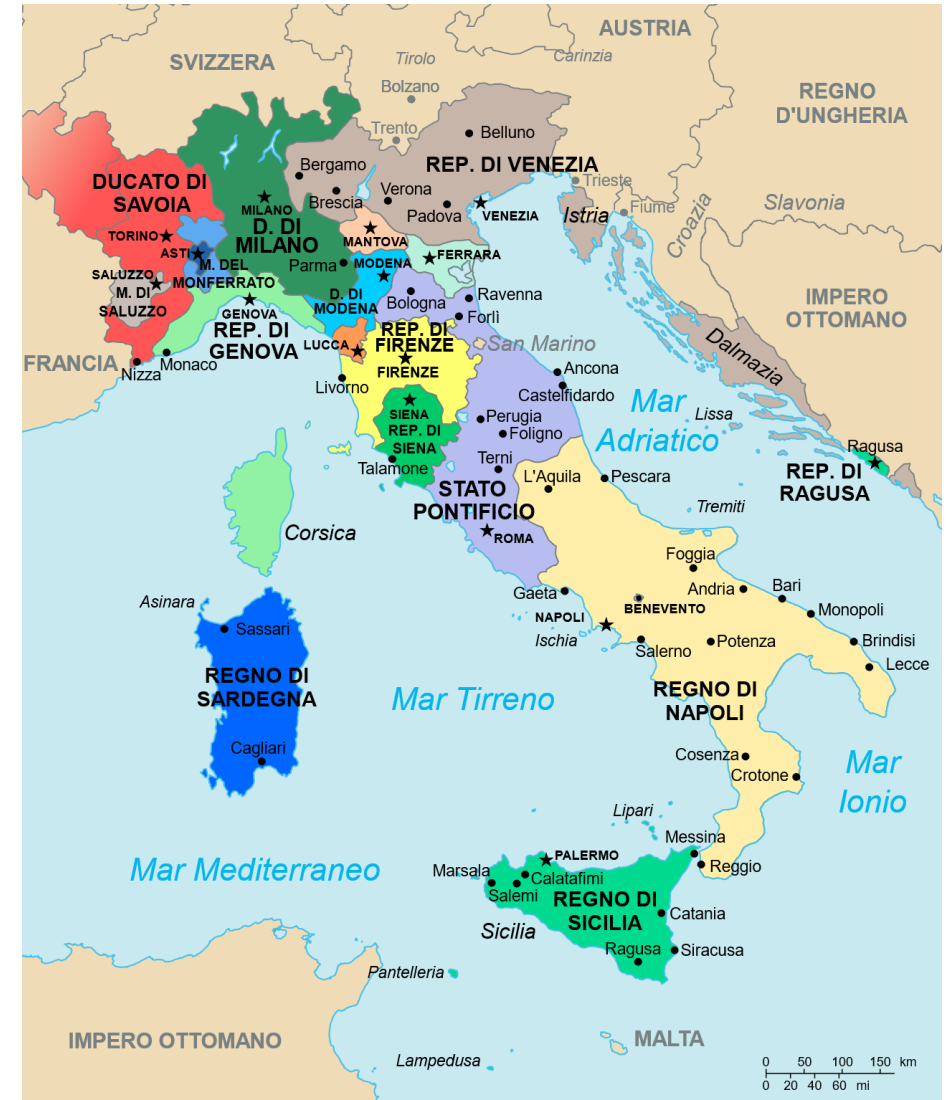 AUSTRIA
Tirolo
Carinzia
SVIZZERA
Bolzano
REGNO
D'UNGHERIA
Trento
Belluno
Bergamo
REP. DI VENEZIA
DUCATO DI
SAVOIA
Trieste
Verona
Brescia
MILANO
Padova
VENEZIA
Istria
Fiume
Croazia
Slavonia
D. DI
MILANO
TORINO
MANTOVA
ASTI
FERRARA
M. DEL
MONFERRATO
Parma
MODENA
SALUZZO
M. DI
SALUZZO
D. DI
MODENA
Bologna
Ravenna
IMPERO
OTTOMANO
GENOVA
REP. DI
GENOVA
Forlì
LUCCA
REP. DI
FIRENZE
FIRENZE
San Marino
Dalmazia
FRANCIA
Nizza
Monaco
Livorno
Ancona
Castelfidardo
Mar
Adriatico
Lissa
SIENA
REP. DI
SIENA
Perugia
Foligno
Ragusa
REP. DI
RAGUSA
Talamone
Terni
L'Aquila
Pescara
STATO
PONTIFICIO
Tremiti
Corsica
ROMA
Foggia
Asinara
Gaeta
Andria
Bari
BENEVENTO
NAPOLI
Monopoli
Ischia
Sassari
Salerno
Potenza
Brindisi
Lecce
REGNO DI
SARDEGNA
Mar Tirreno
REGNO DI
NAPOLI
Cagliari
Cosenza
Crotone
Mar
Ionio
Lipari
Messina
Mar Mediterraneo
PALERMO
Reggio
Marsala
Calatafimi
Salemi
REGNO DI
SICILIA
Catania
Sicilia
Ragusa
Siracusa
Pantelleria
IMPERO OTTOMANO
MALTA
Lampedusa
0 50 100 150 km
0 20 40 60 mi